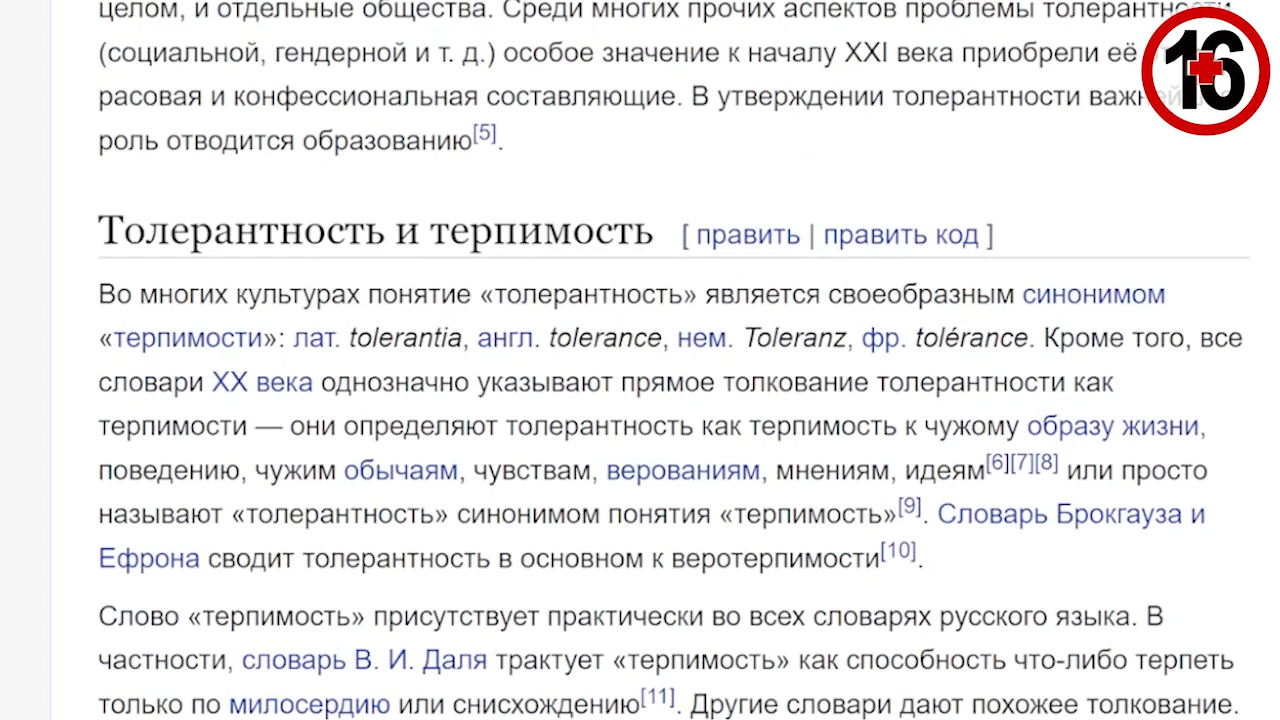 целом, и отдельные общества. Среди многих прочих аспектов проблемы толерантности
(социальной, гендерной и т. д.) особое значение к началу XXI века приобрели её
расовая и конфессиональная составляющие. В утверждении толерантности
роль отводится образованию[5].
16
+
Толерантность и терпимость [ править | править код ]
Во многих культурах понятие «толерантность» является своеобразным синонимом
«терпимости»: лат. tolerantia, англ. tolerance, нем. Toleranz, фр. tolérance. Кроме того, все
словари XX века однозначно указывают прямое толкование толерантности как
терпимости — они определяют толерантность как терпимость к чужому образу жизни,
поведению, чужим обычаям, чувствам, верованиям, мнениям, идеям[6][7][8] или просто
называют «толерантность» синонимом понятия «терпимость»[9]. Словарь Брокгауза и
Ефрона сводит толерантность в основном к веротерпимости[10].
Слово «терпимость» присутствует практически во всех словарях русского языка. В
частности, словарь В. И. Даля трактует «терпимость» как способность что-либо терпеть
только по милосердию или снисхождению[11]. Другие словари дают похожее толкование.